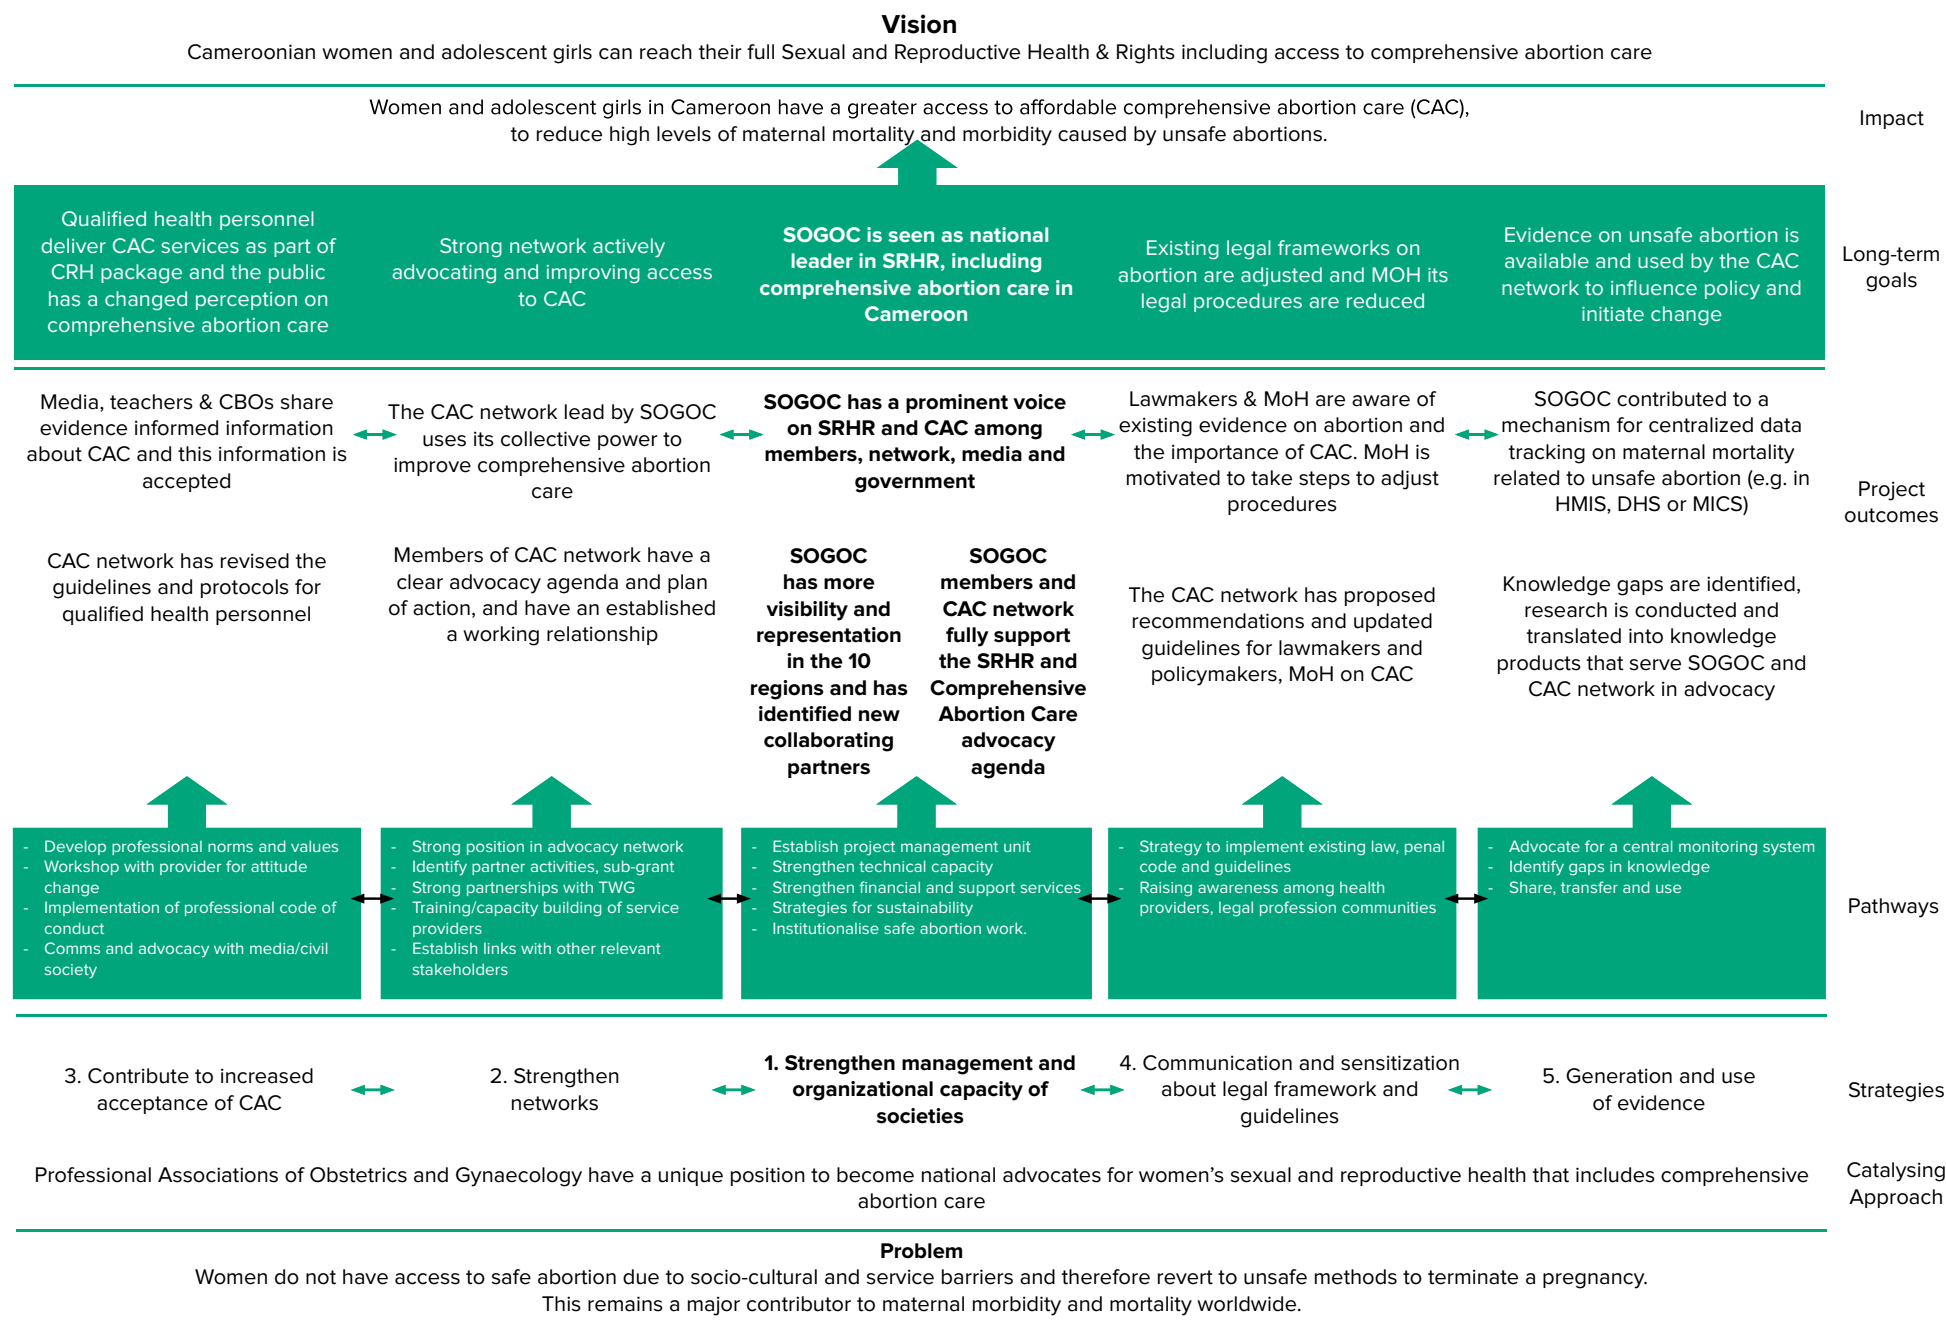 Vision
Cameroonian women and adolescent girls can reach their full Sexual and Reproductive Health & Rights including access to comprehensive abortion care
Women and adolescent girls in Cameroon have a greater access to affordable comprehensive abortion care (CAC),
to reduce high levels of maternal mortality and morbidity caused by unsafe abortions.
Impact
Qualified health personnel
deliver CAC services as part of
CRH package and the public
has a changed perception on
comprehensive abortion care
Strong network actively
advocating and improving access
to CAC
SOGOC is seen as national
leader in SRHR, including
comprehensive abortion care in
Cameroon
Existing legal frameworks on
abortion are adjusted and MOH its
legal procedures are reduced
Evidence on unsafe abortion is
available and used by the CAC
network to influence policy and
initiate change
Long-term
goals
Media, teachers & CBOs share
evidence informed information
about CAC and this information is
accepted
The CAC network lead by SOGOC
uses its collective power to
improve comprehensive abortion
care
SOGOC has a prominent voice
on SRHR and CAC among
members, network, media and
government
Lawmakers & MoH are aware of
existing evidence on abortion and
the importance of CAC. MoH is
motivated to take steps to adjust
procedures
SOGOC contributed to a
mechanism for centralized data
tracking on maternal mortality
related to unsafe abortion (e.g. in
HMIS, DHS or MICS)
Project
outcomes
CAC network has revised the
guidelines and protocols for
qualified health personnel
Members of CAC network have a
clear advocacy agenda and plan
of action, and have an established
a working relationship
SOGOC
has more
visibility and
representation
in the 10
regions and has
identified new
collaborating
partners
SOGOC
members and
CAC network
fully support
the SRHR and
Comprehensive
Abortion Care
advocacy
agenda
The CAC network has proposed
recommendations and updated
guidelines for lawmakers and
policymakers, MoH on CAC
Knowledge gaps are identified,
research is conducted and
translated into knowledge
products that serve SOGOC and
CAC network in advocacy
- Develop professional norms and values
- Workshop with provider for attitude
change
- Implementation of professional code of
conduct
- Comms and advocacy with media/civil
society
- Strong position in advocacy network
- Identify partner activities, sub-grant
- Strong partnerships with TWG
- Training/capacity building of service
providers
- Establish links with other relevant
stakeholders
- Establish project management unit
- Strengthen technical capacity
- Strengthen financial and support services
- Strategies for sustainability
- Institutionalise safe abortion work.
- Strategy to implement existing law, penal
code and guidelines
- Raising awareness among health
providers, legal profession communities
- Advocate for a central monitoring system
- Identify gaps in knowledge
- Share, transfer and use
Pathways
3. Contribute to increased
acceptance of CAC
2. Strengthen
networks
1. Strengthen management and
organizational capacity of
societies
4. Communication and sensitization
about legal framework and
guidelines
5. Generation and use
of evidence
Strategies
Professional Associations of Obstetrics and Gynaecology have a unique position to become national advocates for women's sexual and reproductive health that includes comprehensive
abortion care
Catalysing
Approach
Problem
Women do not have access to safe abortion due to socio-cultural and service barriers and therefore revert to unsafe methods to terminate a pregnancy.
This remains a major contributor to maternal morbidity and mortality worldwide.